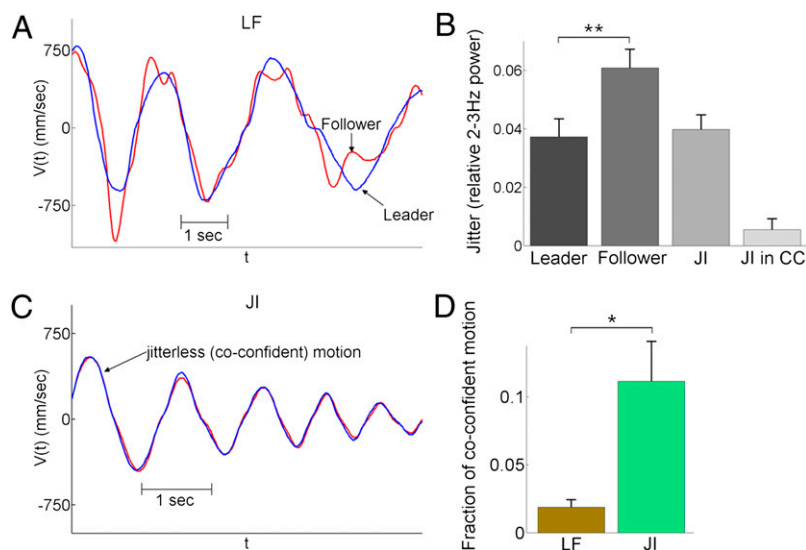 A
LF
V(t) (mm/sec)
750
0
-750
Follower
Leader
1 sec
t
B
Jitter (relative 2-3Hz power)
0.06
0.04
0.02
0
**
Leader
Follower
JI
JI in CC
C
JI
V(t) (mm/sec)
750
0
-750
jitterless (co-confident) motion
1 sec
t
D
Fraction of co-confident motion
0.1
0.05
0
*
LF
JI